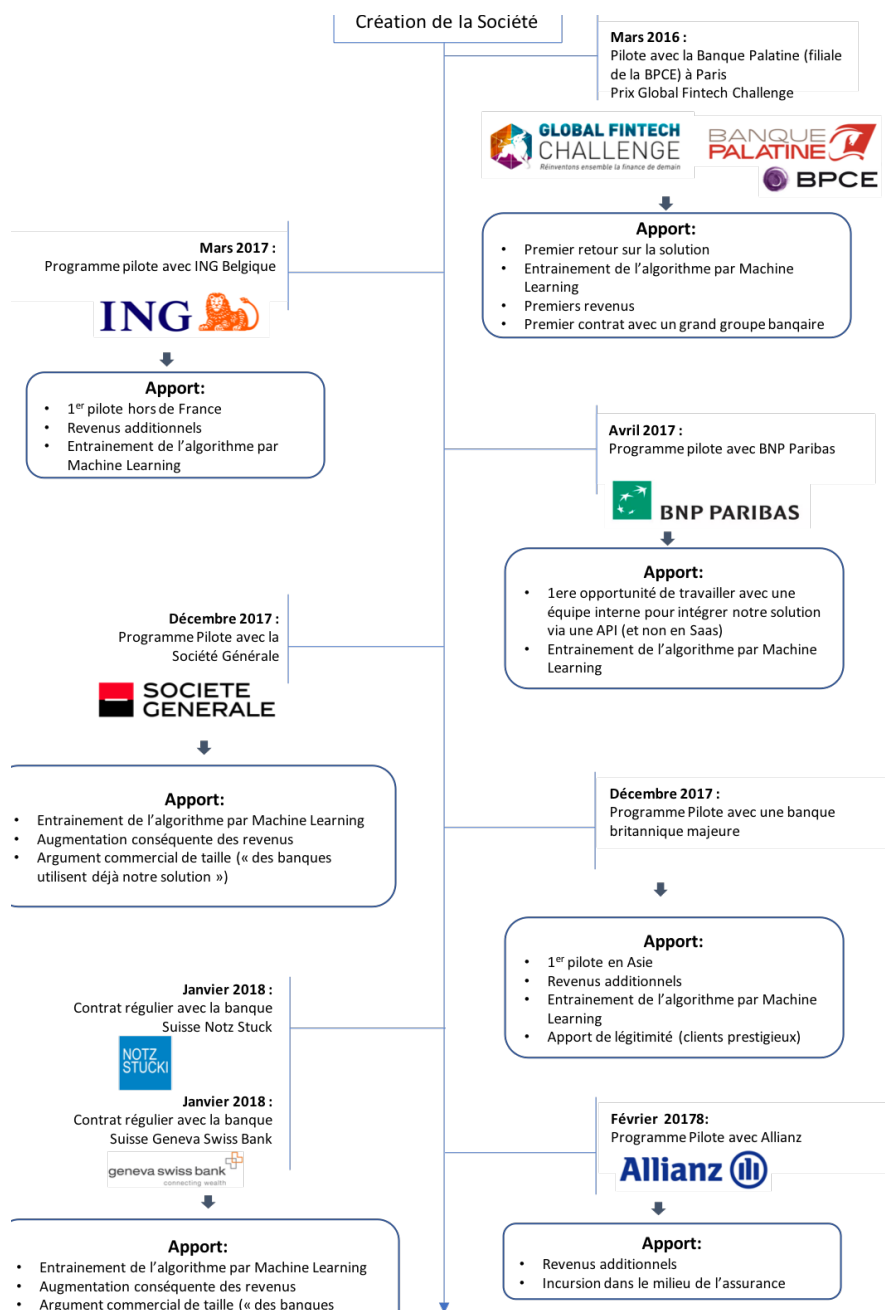 Création de la Société
Mars 2016 :
Pilote avec la Banque Palatine (filiale
de la BPCE) à Paris
Prix Global Fintech Challenge
GLOBAL FINTECH
CHALLENGE
Réinventons ensemble la finance de demain
BANQUE
PALATINE
BPCE
Apport:
• Premier retour sur la solution
• Entrainement de l'algorithme par Machine
Learning
• Premiers revenus
• Premier contrat avec un grand groupe banqaire
Mars 2017 :
Programme pilote avec ING Belgique
ING
Apport:
• 1er pilote hors de France
• Revenus additionnels
• Entrainement de l'algorithme par
Machine Learning
Avril 2017 :
Programme pilote avec BNP Paribas
BNP PARIBAS
Apport:
• 1ere opportunité de travailler avec une
équipe interne pour intégrer notre solution
via une API (et non en Saas)
• Entrainement de l'algorithme par Machine
Learning
Décembre 2017 :
Programme Pilote avec la
Société Générale
SOCIETE
GENERALE
Apport:
• Entrainement de l'algorithme par Machine Learning
• Augmentation conséquente des revenus
• Argument commercial de taille (« des banques
utilisent déjà notre solution »)
Décembre 2017 :
Programme Pilote avec une banque
britannique majeure
Apport:
• 1er pilote en Asie
• Revenus additionnels
• Entrainement de l'algorithme par Machine
Learning
• Apport de légitimité (clients prestigieux)
Janvier 2018 :
Contrat régulier avec la banque
Suisse Notz Stuck
NOTZ
STUCKI
Janvier 2018 :
Contrat régulier avec la banque
Suisse Geneva Swiss Bank
geneva swiss bank
connecting wealth
Apport:
• Entrainement de l'algorithme par Machine Learning
• Augmentation conséquente des revenus
• Argument commercial de taille (« des banques
Février 20178:
Programme Pilote avec Allianz
Allianz
Apport:
• Revenus additionnels
• Incursion dans le milieu de l'assurance